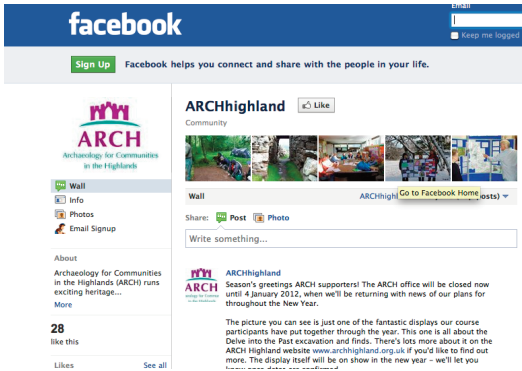 Email
facebook
Keep me logged
Sign Up
Facebook helps you connect and share with the people in your life.
ARCH
Archaeology for Communities
in the Highlands
Wall
Info
Photos
Email Signup
About
Archaeology for Communities
in the Highlands (ARCH) runs
exciting heritage...
More
28
like this
Likes
See all
ARCHhighland
Like
Community
Wall
ARCHhighl
Go to Facebook Home
posts)
Share:
Post
Photo
Write something...
ARCH
ARCHhighland
Season's greetings ARCH supporters! The ARCH office will be closed now
until 4 January 2012, when we'll be returning with news of our plans for
throughout the New Year.
The picture you can see is just one of the fantastic displays our course
participants have put together through the year. This one is all about the
Delve into the Past excavation and finds. There's lots more about it on the
ARCH Highland website www.archhighland.org.uk if you'd like to find out
more. The display itself will be on show in the new year – we'll let you
know once dates are confirmed